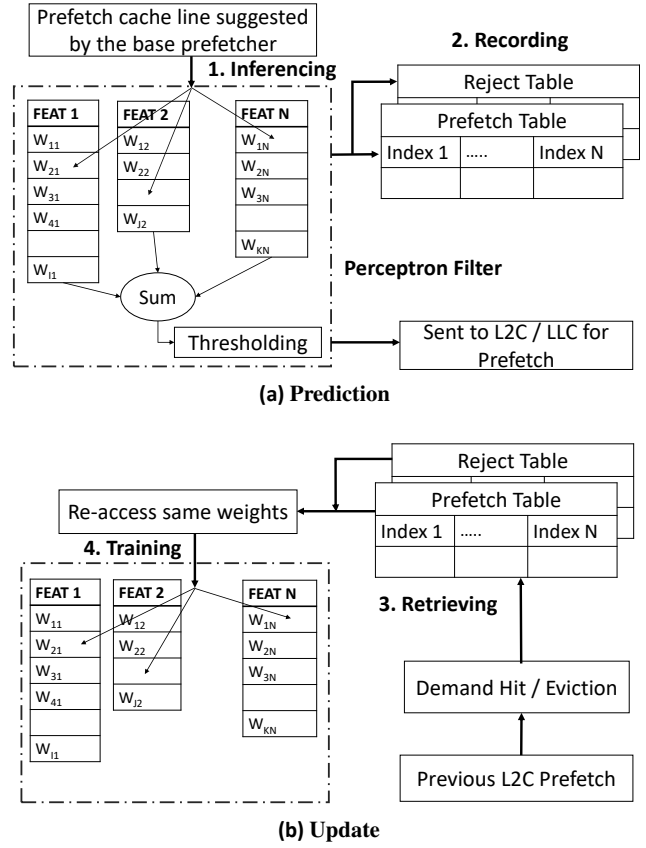 Prefetch cache line suggested
by the base prefetcher
2. Recording
1. Inferencing
Reject Table
Prefetch Table
Index 1 ..... Index N
FEAT 1 FEAT 2 FEAT N
W11 W12 W1N
W21 W22 W2N
W31 W3N
W41 WJ2
WI1 WKN
Sum
Perceptron Filter
Thresholding
Sent to L2C / LLC for
Prefetch
(a) Prediction
Reject Table
Prefetch Table
Index 1 ..... Index N
Re-access same weights
4. Training
3. Retrieving
FEAT 1 FEAT 2 FEAT N
W11 W12 W1N
W21 W22 W2N
W31 W3N
W41 WJ2
WI1 WKN
Demand Hit / Eviction
Previous L2C Prefetch
(b) Update